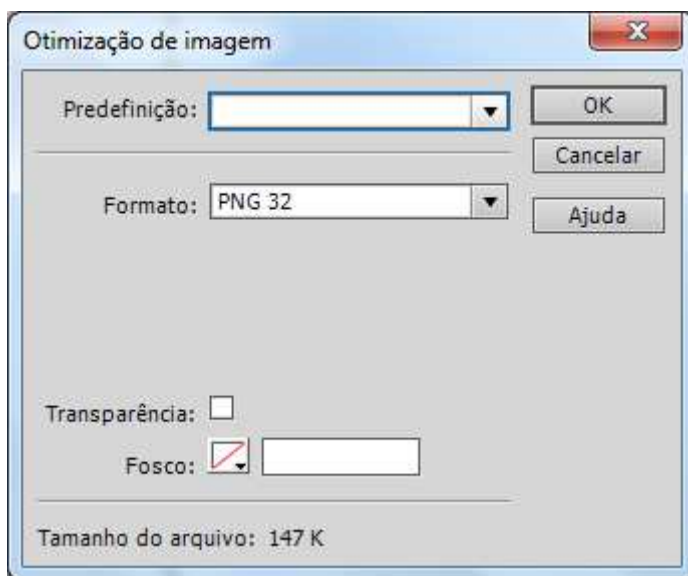 Otimização de imagem
Predefinição:
OK
Cancelar
Formato: PNG 32
Ajuda
Transparência:
Fosco:
Tamanho do arquivo: 147 K